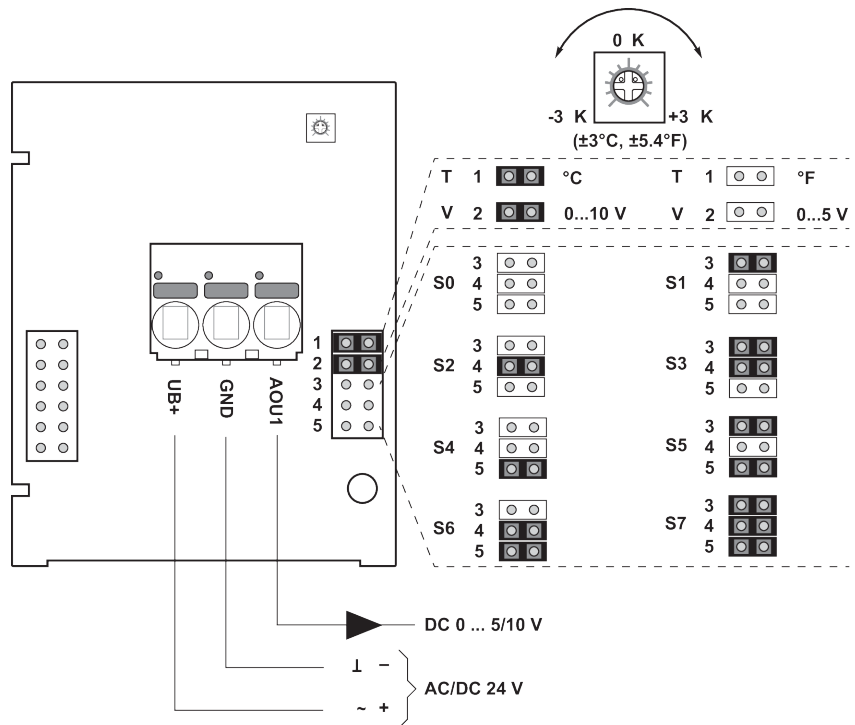 0 K
-3 K +3 K
(±3°C, ±5.4°F)
T 1 °C T 1 °F
V 2 0...10 V V 2 0...5 V
S0 3 4 5
S1 3 4 5
S2 3 4 5
S3 3 4 5
S4 3 4 5
S5 3 4 5
S6 3 4 5
S7 3 4 5
1
2
3
4
5
UB+
GND
AOU1
DC 0 ... 5/10 V
⊥ –
~ +
AC/DC 24 V